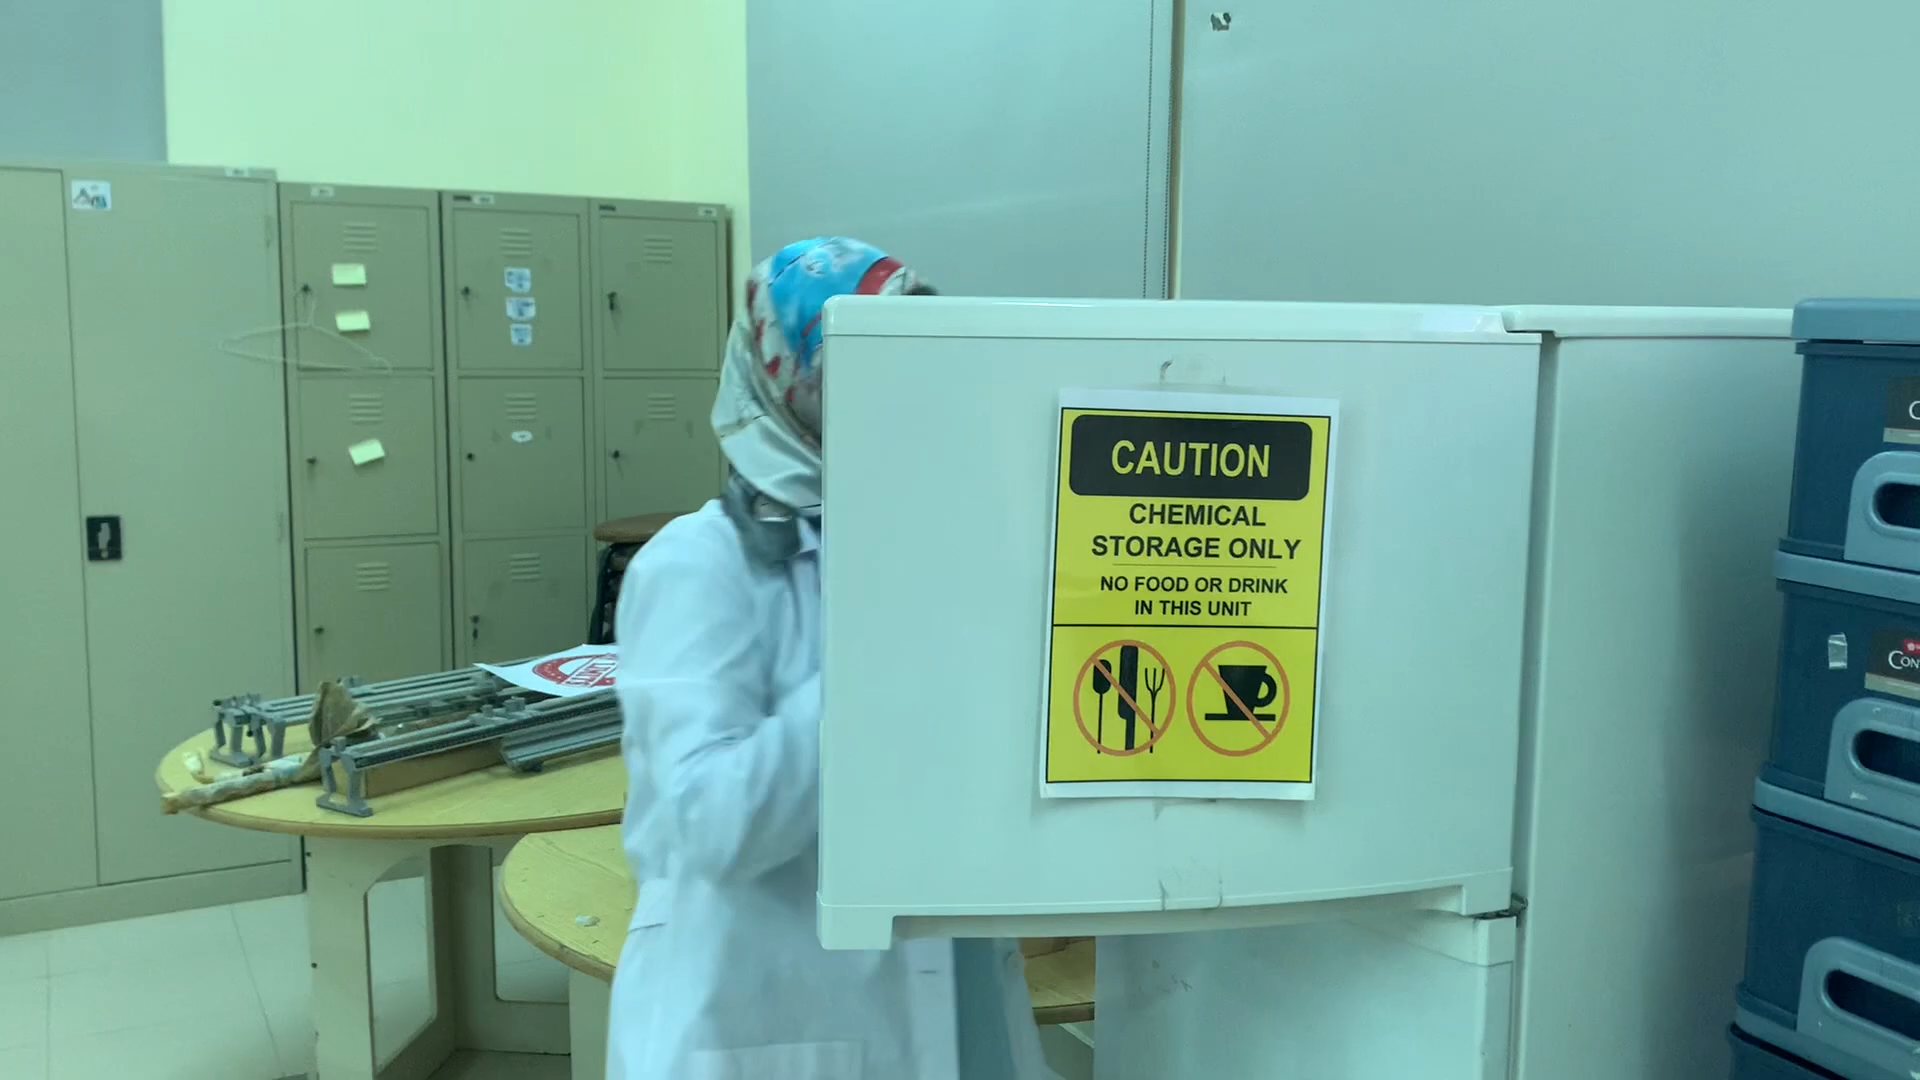 CAUTION
CHEMICAL
STORAGE ONLY
NO FOOD OR DRINK
IN THIS UNIT